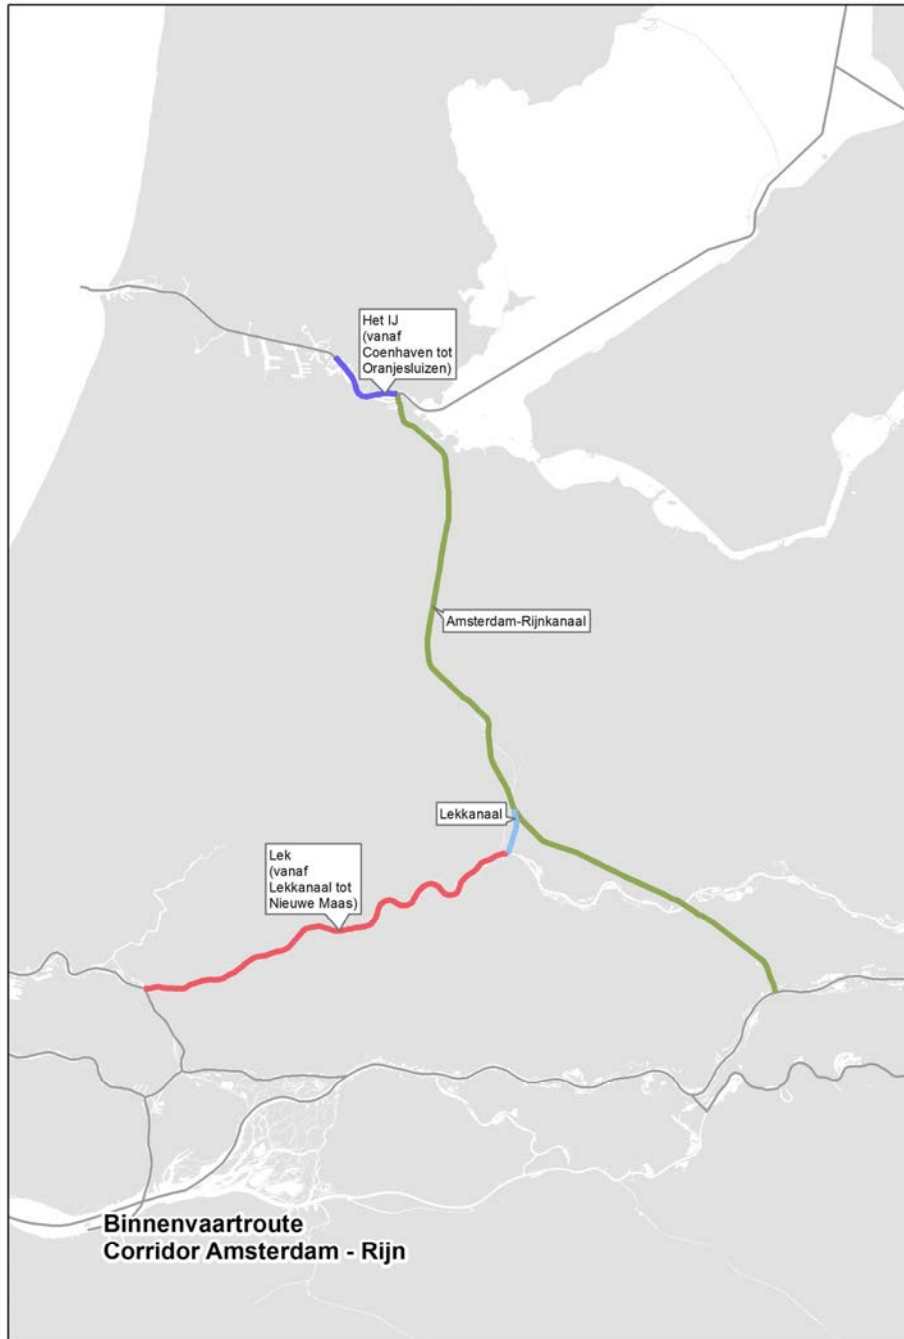 Het IJ
(vanaf
Coenhaven tot
Oranjesluizen)
Amsterdam-Rijnkanaal
Lekkanaal
Lek
(vanaf
Lekkanaal tot
Nieuwe Maas)
Binnenvaartroute
Corridor Amsterdam - Rijn